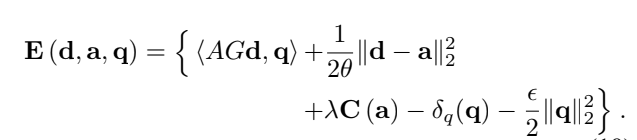 E (d, a, q) = { ⟨AGd, q⟩ + 1/2θ ‖d − a‖₂²
+λC (a) − δ_q(q) − ϵ/2 ‖q‖₂² } .